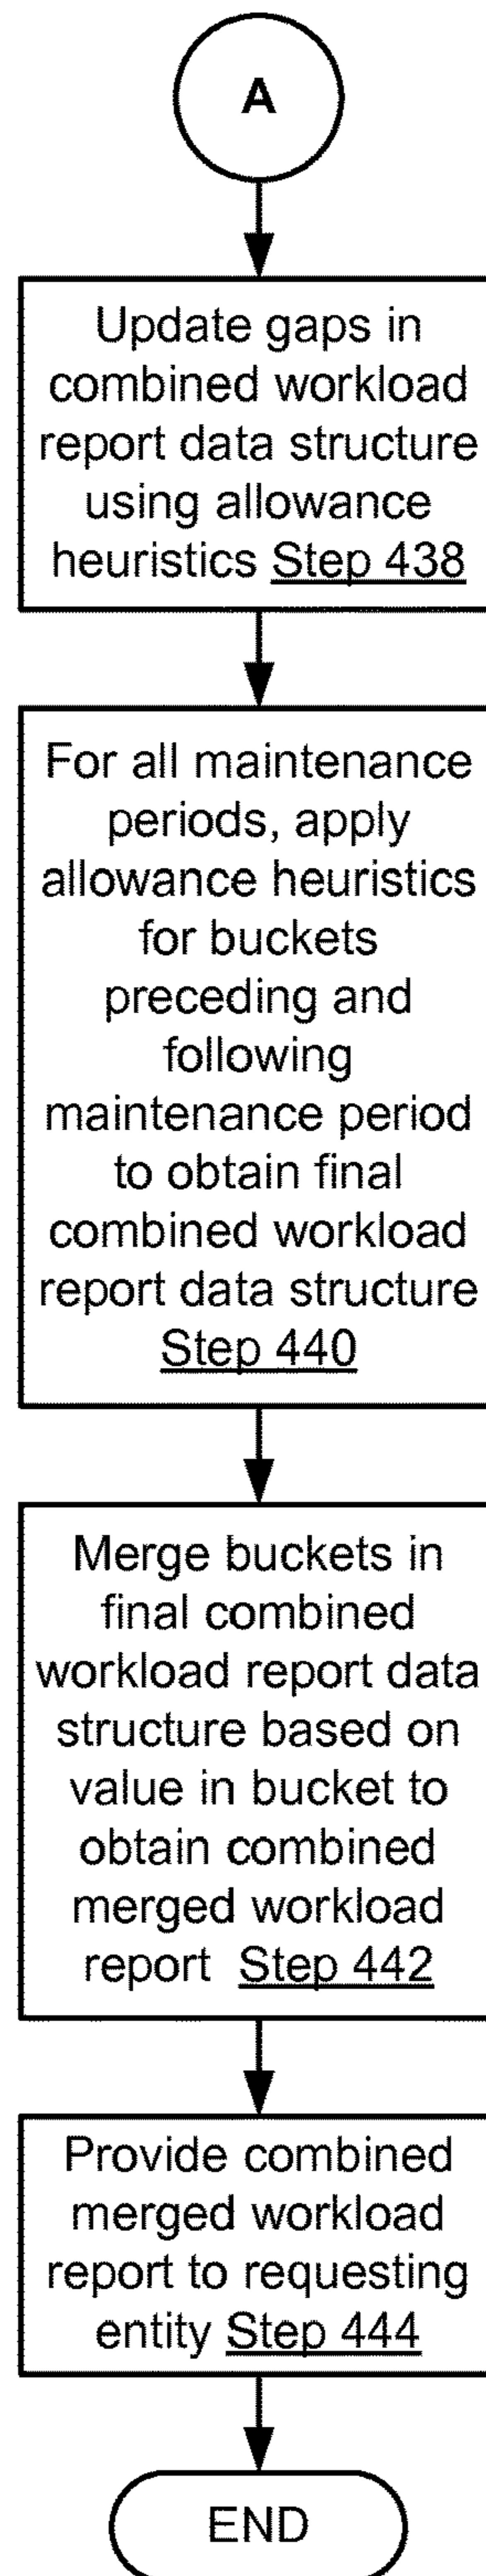 A
Update gaps in
combined workload
report data structure
using allowance
heuristics Step 438
For all maintenance
periods, apply
allowance heuristics
for buckets
preceding and
following
maintenance period
to obtain final
combined workload
report data structure
Step 440
Merge buckets in
final combined
workload report data
structure based on
value in bucket to
obtain combined
merged workload
report Step 442
Provide combined
merged workload
report to requesting
entity Step 444
END